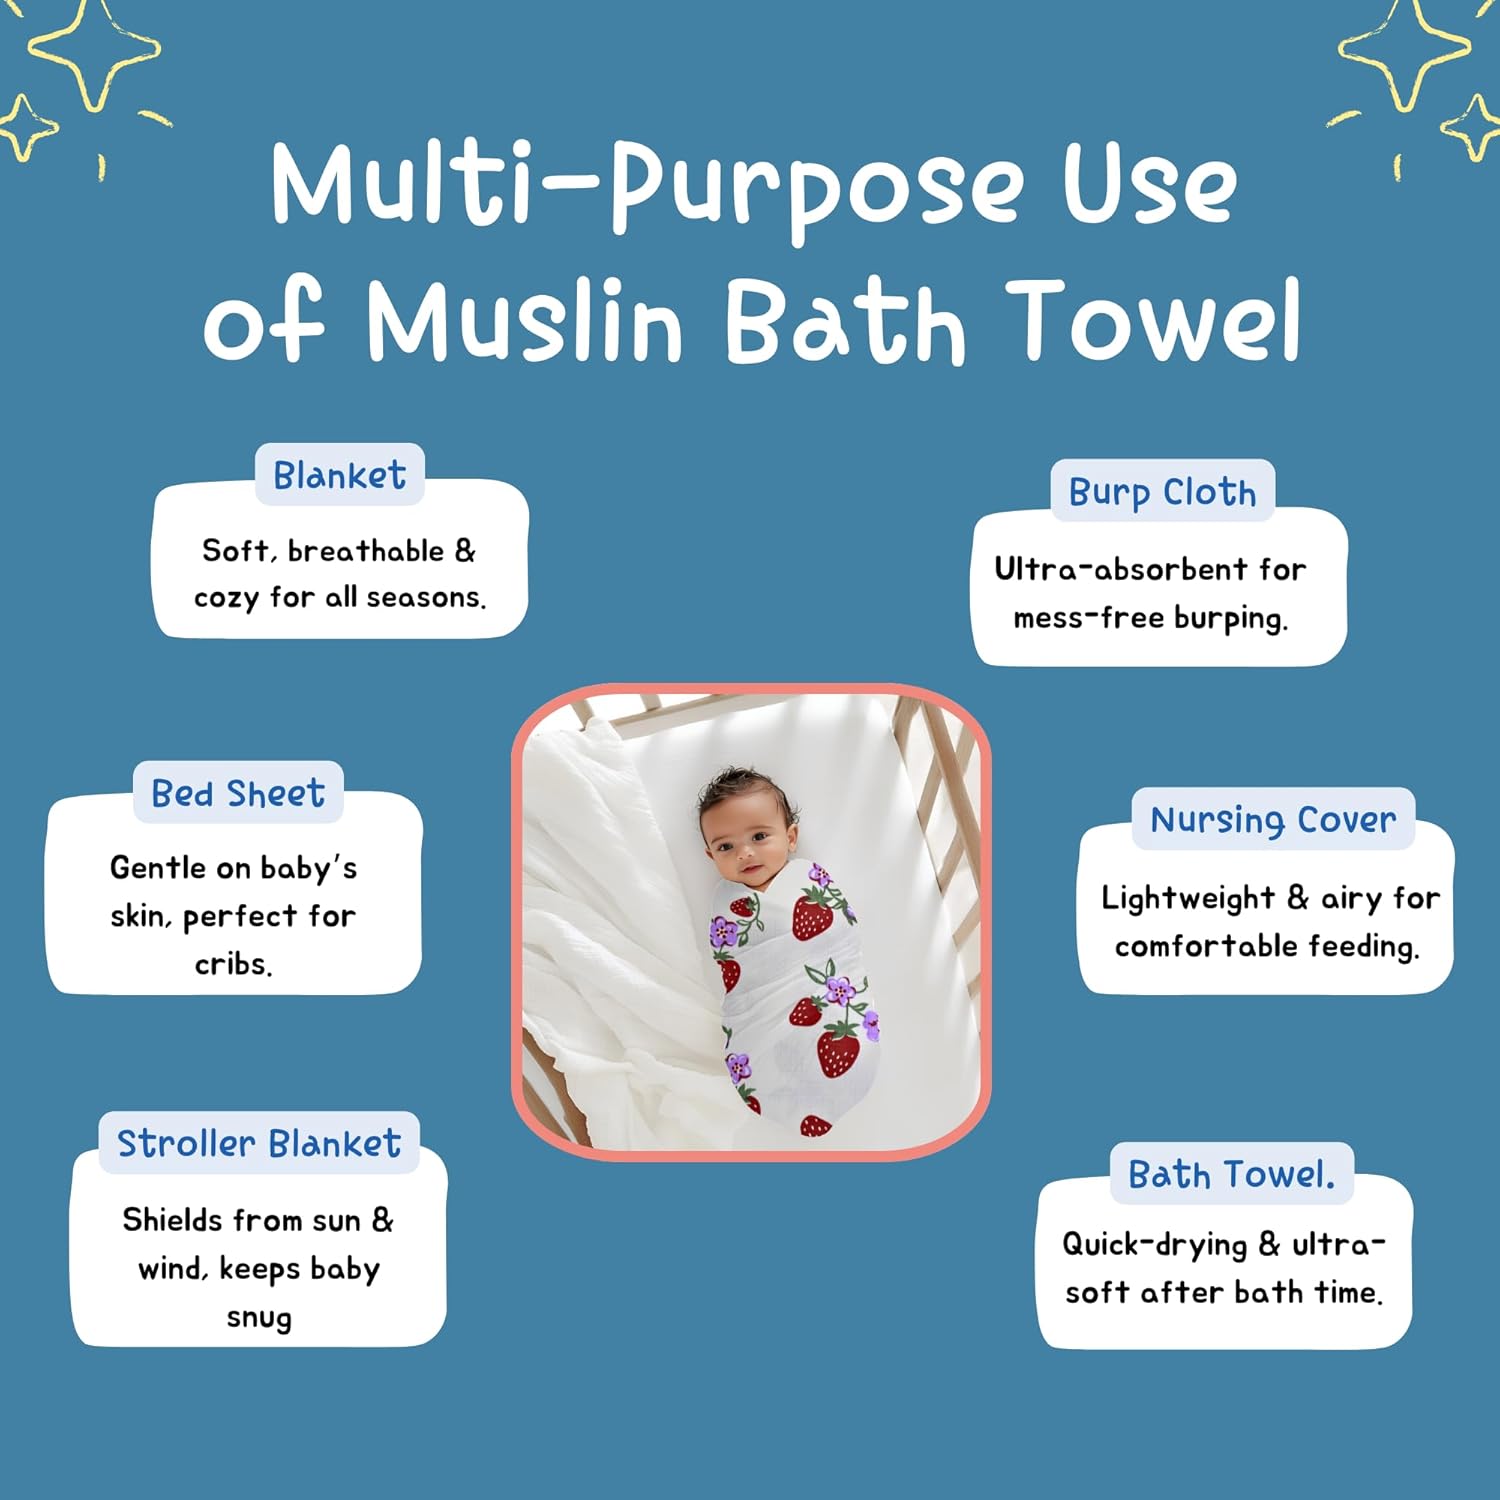 Multi-Purpose Use
of Muslin Bath Towel
Blanket
Soft, breathable &
cozy for all seasons.
Burp Cloth
Ultra-absorbent for
mess-free burping.
Bed Sheet
Gentle on baby's
skin, perfect for
cribs.
Nursing Cover
Lightweight & airy for
comfortable feeding.
Stroller Blanket
Shields from sun &
wind, keeps baby
snug
Bath Towel.
Quick-drying & ultra-
soft after bath time.